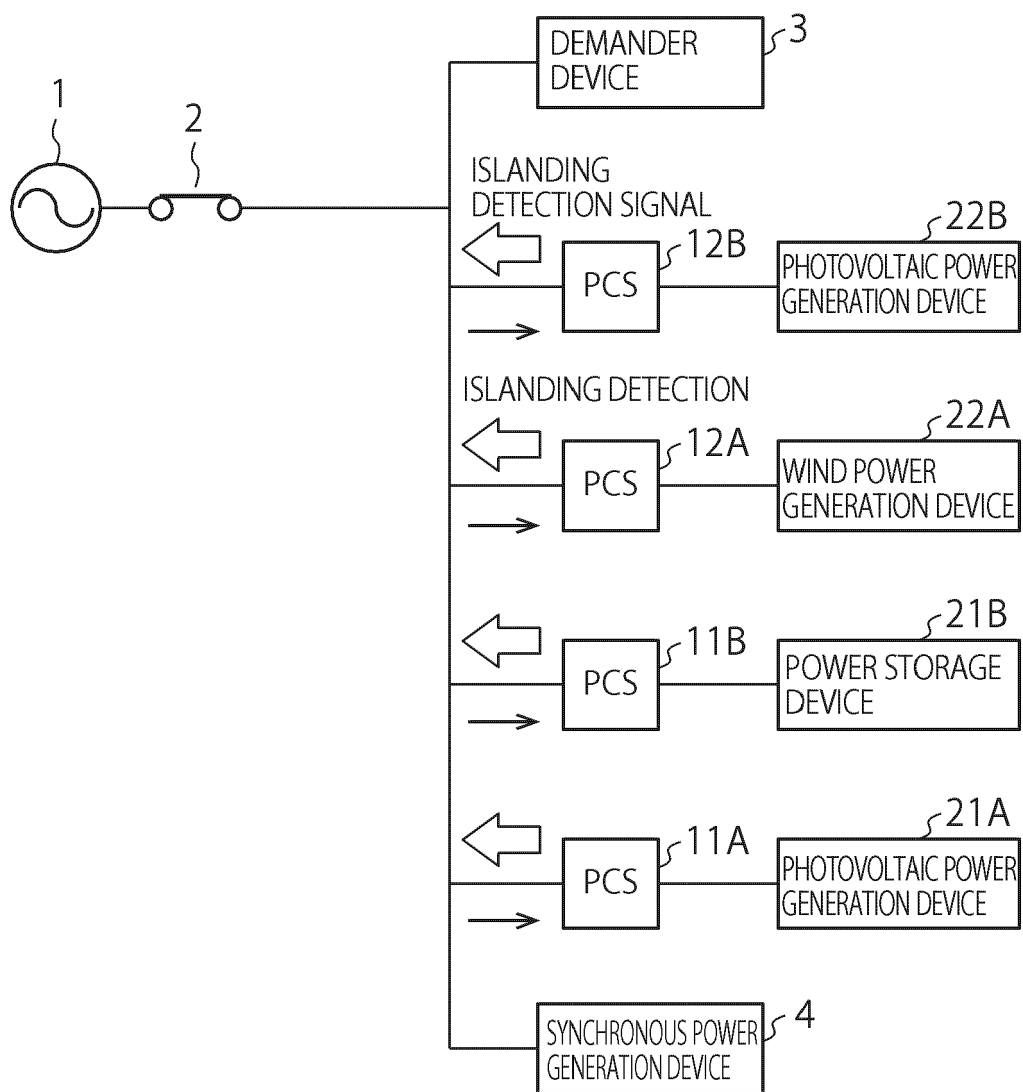 3
DEMANDER
DEVICE
1
2
ISLANDING
DETECTION SIGNAL
12B
22B
PCS
PHOTOVOLTAIC POWER
GENERATION DEVICE
ISLANDING DETECTION
12A
22A
PCS
WIND POWER
GENERATION DEVICE
11B
21B
PCS
POWER STORAGE
DEVICE
11A
21A
PCS
PHOTOVOLTAIC POWER
GENERATION DEVICE
4
SYNCHRONOUS POWER
GENERATION DEVICE